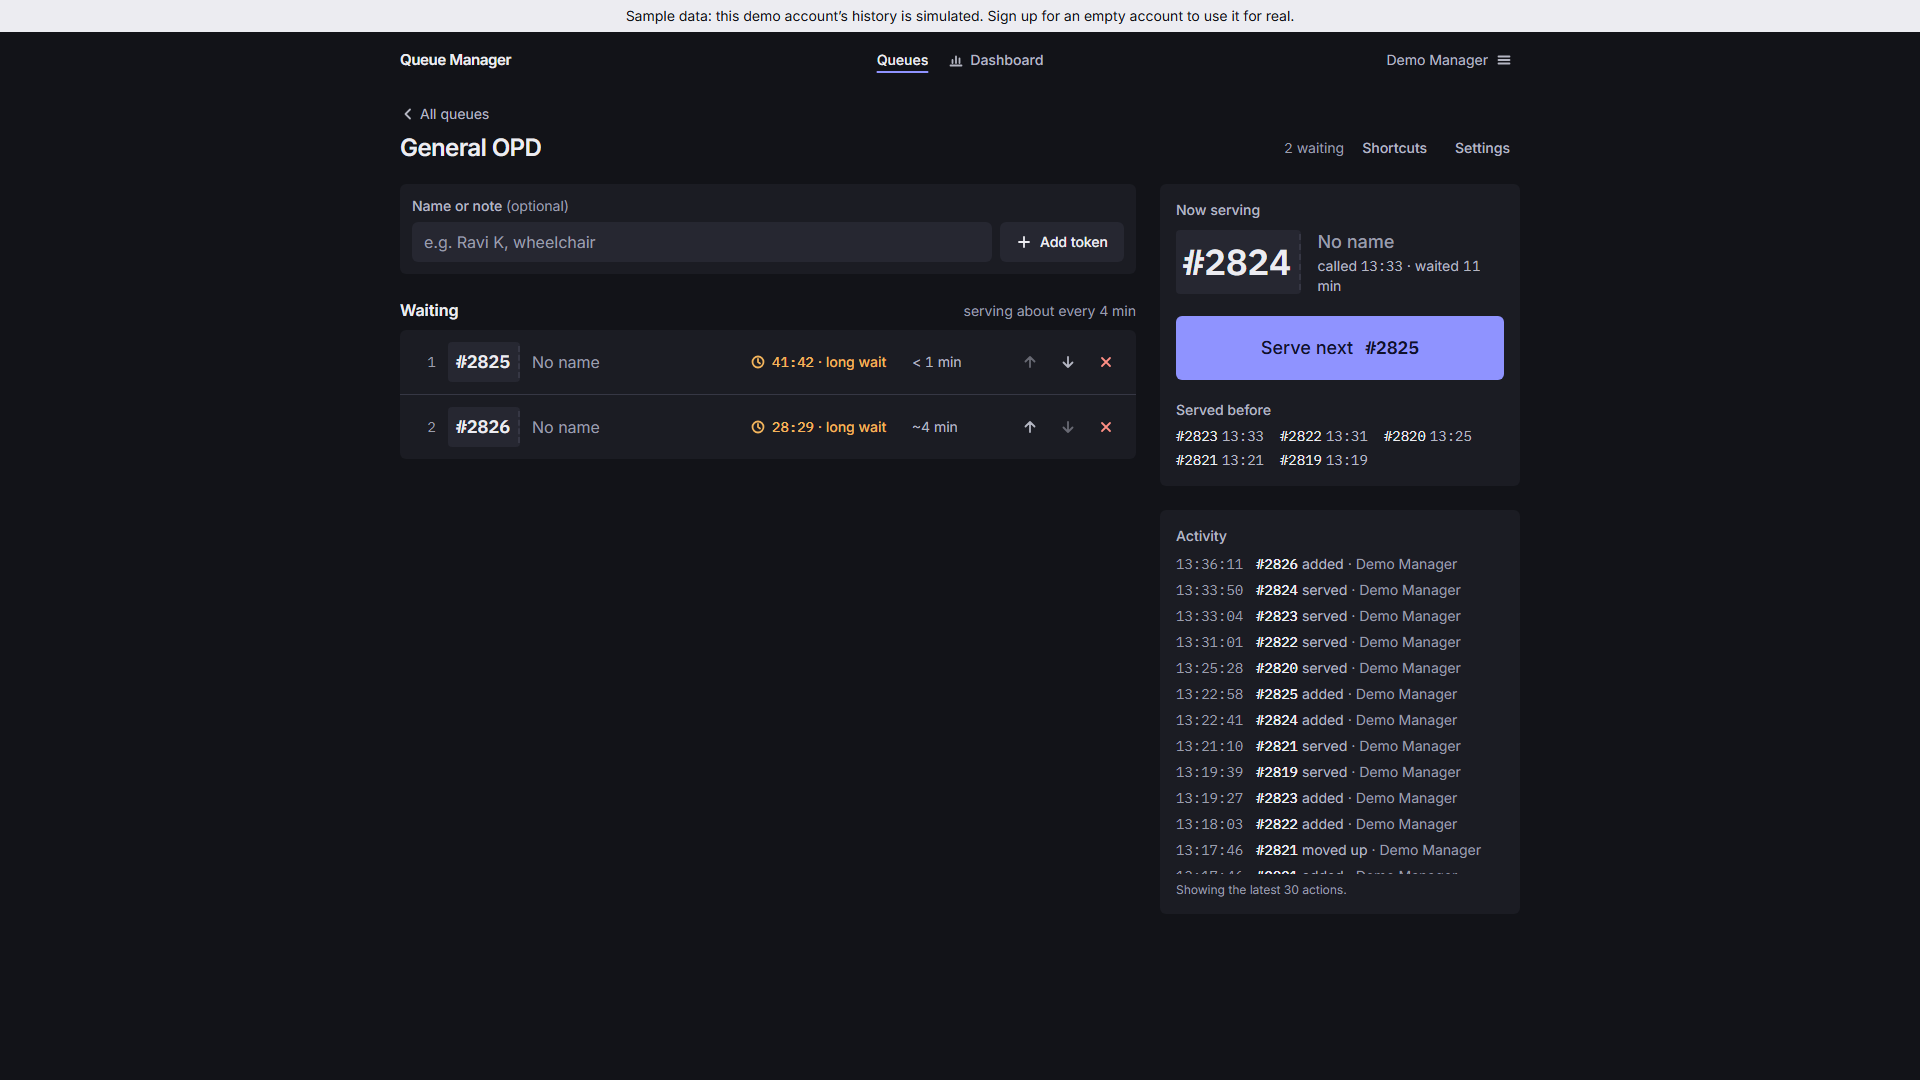 Sample data: this demo account’s history is simulated. Sign up for an empty account to use it for real.
Queue Manager
Queues
Dashboard
Demo Manager
All queues
General OPD
2 waiting
Shortcuts
Settings
Name or note (optional)
e.g. Ravi K, wheelchair
+ Add token
Waiting
serving about every 4 min
1 #2825 No name 41:42 · long wait < 1 min
2 #2826 No name 28:29 · long wait ~4 min
Now serving
#2824
No name
called 13:33 · waited 11
min
Serve next #2825
Served before
#2823 13:33 #2822 13:31 #2820 13:25
#2821 13:21 #2819 13:19
Activity
13:36:11 #2826 added · Demo Manager
13:33:50 #2824 served · Demo Manager
13:33:04 #2823 served · Demo Manager
13:31:01 #2822 served · Demo Manager
13:25:28 #2820 served · Demo Manager
13:22:58 #2825 added · Demo Manager
13:22:41 #2824 added · Demo Manager
13:21:10 #2821 served · Demo Manager
13:19:39 #2819 served · Demo Manager
13:19:27 #2823 added · Demo Manager
13:18:03 #2822 added · Demo Manager
13:17:46 #2821 moved up · Demo Manager
Showing the latest 30 actions.